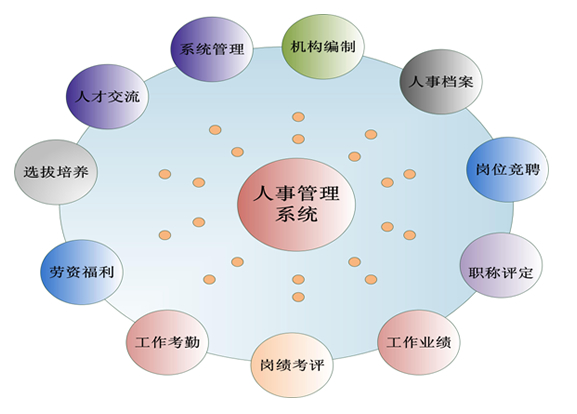 系统管理
机构编制
人才交流
人事档案
选拔培养
岗位竞聘
人事管理
系统
劳资福利
职称评定
工作考勤
岗绩考评
工作业绩